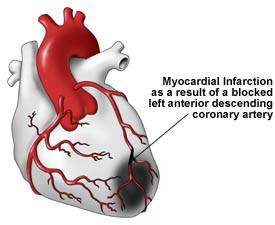 Myocardial Infarction
as a result of a blocked
left anterior descending
coronary artery